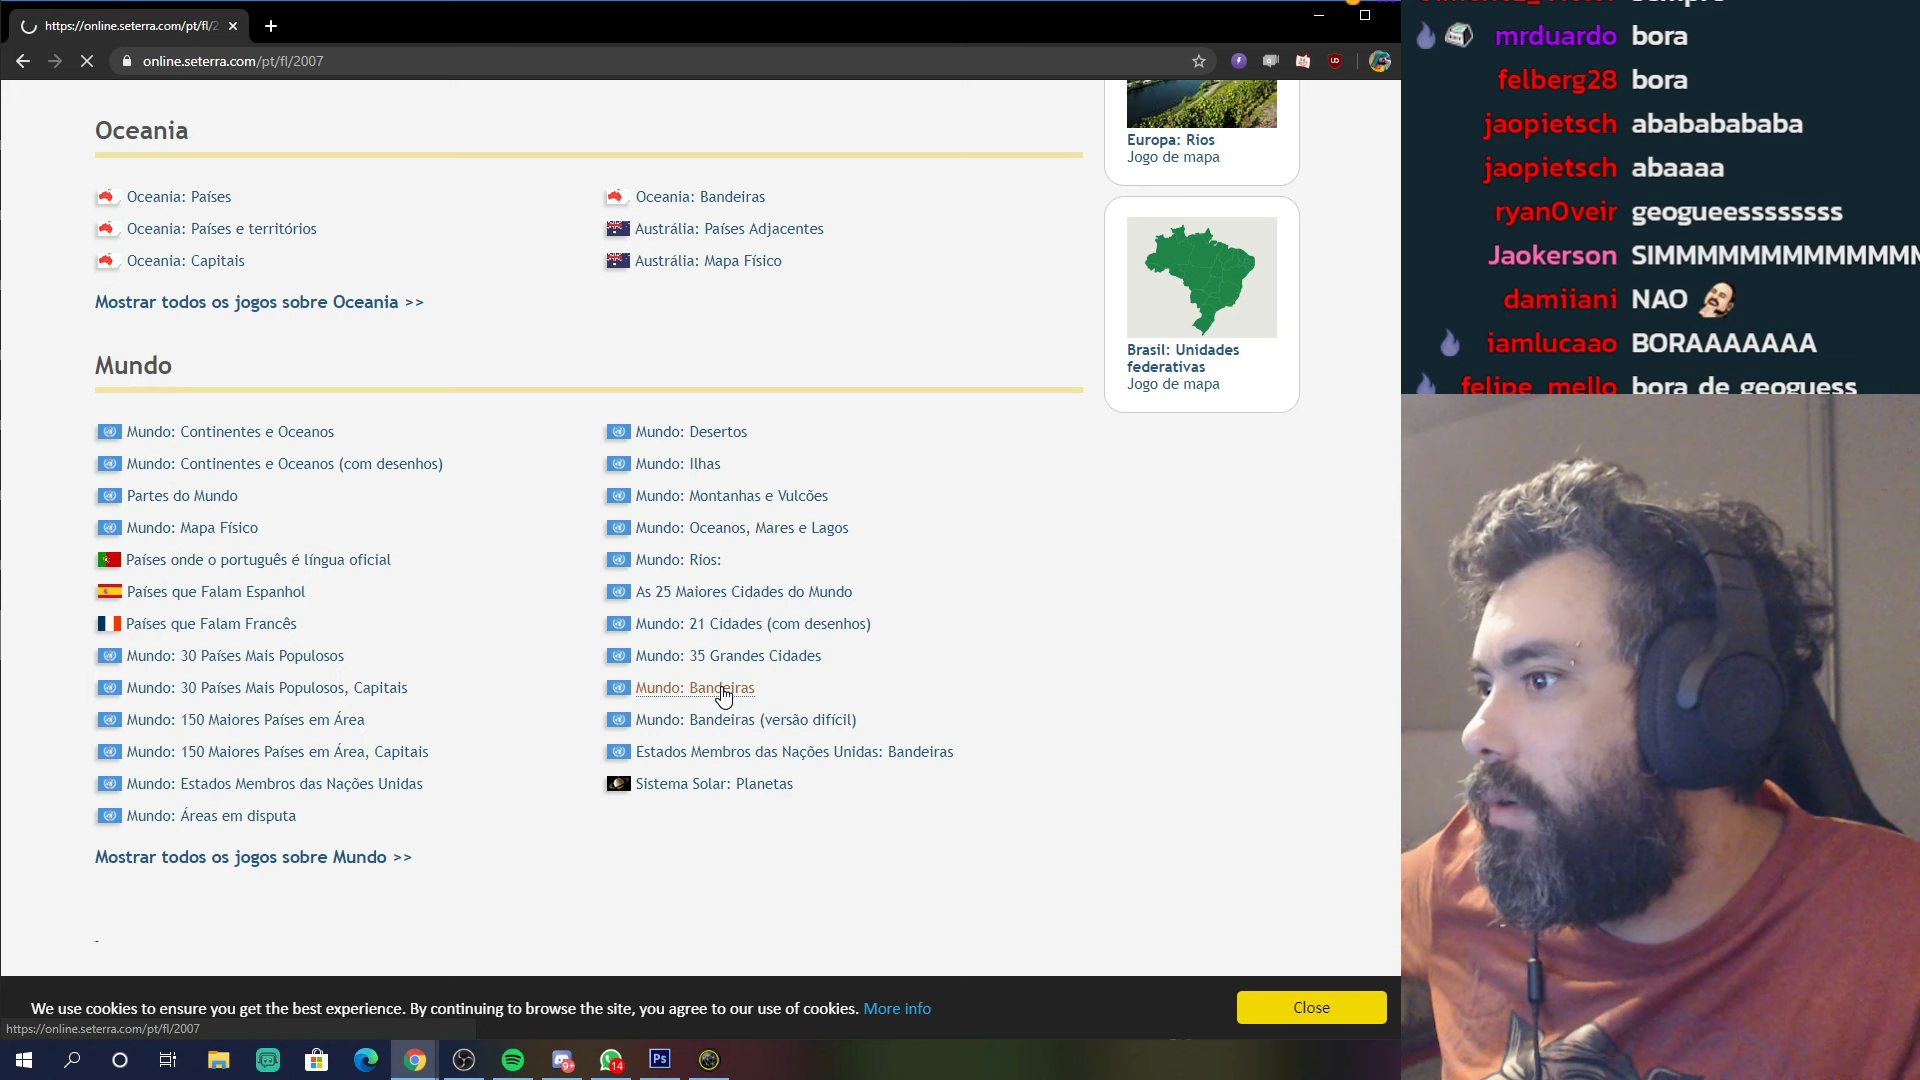 https://online.seterra.com/pt/fl/2
online.seterra.com/pt/fl/2007
Oceania
Oceania: Países
Oceania: Países e territórios
Oceania: Capitais
Oceania: Bandeiras
Austrália: Países Adjacentes
Austrália: Mapa Físico
Mostrar todos os jogos sobre Oceania >>
Mundo
Mundo: Continentes e Oceanos
Mundo: Continentes e Oceanos (com desenhos)
Partes do Mundo
Mundo: Mapa Físico
Países onde o português é língua oficial
Países que Falam Espanhol
Países que Falam Francês
Mundo: 30 Países Mais Populosos
Mundo: 30 Países Mais Populosos, Capitais
Mundo: 150 Maiores Países em Área
Mundo: 150 Maiores Países em Área, Capitais
Mundo: Estados Membros das Nações Unidas
Mundo: Áreas em disputa
Mundo: Desertos
Mundo: Ilhas
Mundo: Montanhas e Vulcões
Mundo: Oceanos, Mares e Lagos
Mundo: Rios:
As 25 Maiores Cidades do Mundo
Mundo: 21 Cidades (com desenhos)
Mundo: 35 Grandes Cidades
Mundo: Bandeiras
Mundo: Bandeiras (versão difícil)
Estados Membros das Nações Unidas: Bandeiras
Sistema Solar: Planetas
Mostrar todos os jogos sobre Mundo >>
-
Europa: Rios
Jogo de mapa
Brasil: Unidades
federativas
Jogo de mapa
We use cookies to ensure you get the best experience. By continuing to browse the site, you agree to our use of cookies. More info
Close
https://online.seterra.com/pt/fl/2007
9+
14
Ps
mrduardo bora
felberg28 bora
jaopietsch abababababa
jaopietsch abaaaa
ryan0veir geogueessssssss
Jaokerson SIMMMMMMMMMMMM
damiiani NAO
iamlucaao BORAAAAAAA
felipe_mello bora de geoguess